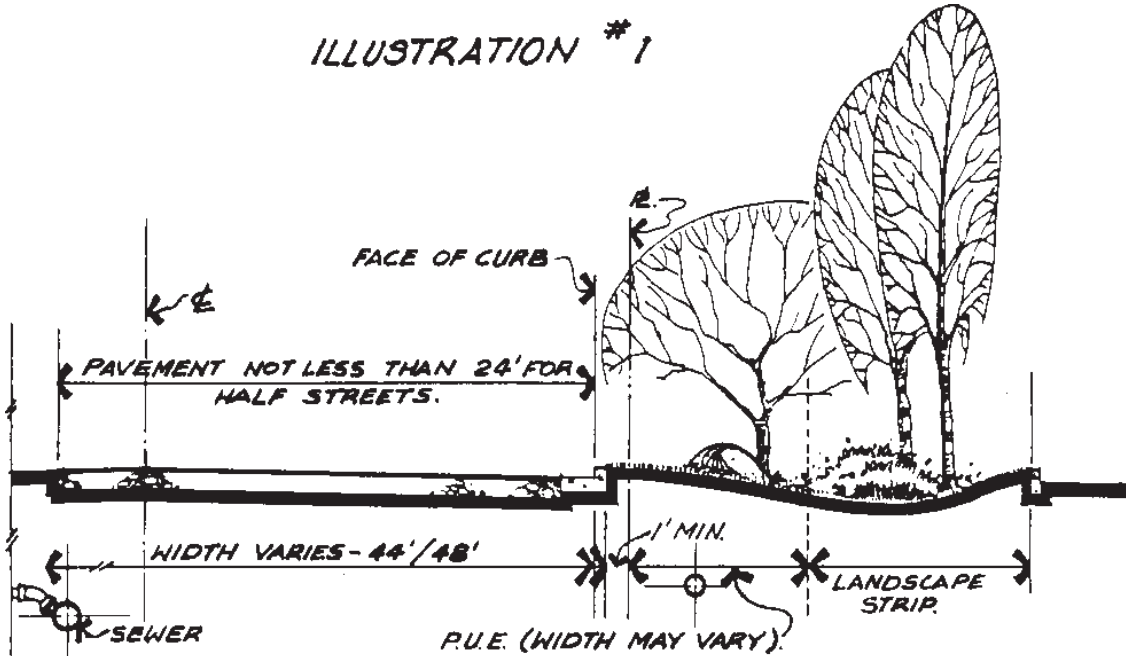 ILLUSTRATION #1
℄
FACE OF CURB
℄
PAVEMENT NOT LESS THAN 24' FOR
HALF STREETS.
1' MIN.
WIDTH VARIES - 44'/48'
LANDSCAPE
STRIP.
SEWER
P.U.E. (WIDTH MAY VARY).